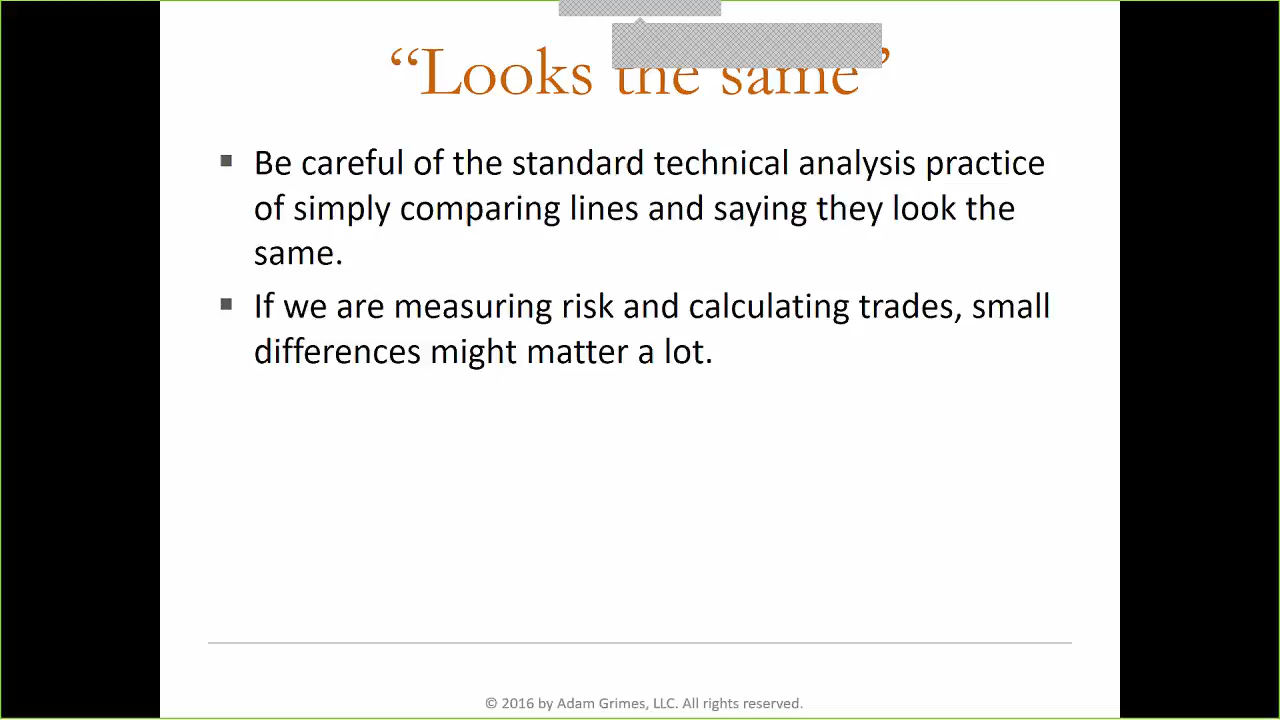 “Looks the same”
▪ Be careful of the standard technical analysis practice
of simply comparing lines and saying they look the
same.
▪ If we are measuring risk and calculating trades, small
differences might matter a lot.
© 2016 by Adam Grimes, LLC. All rights reserved.